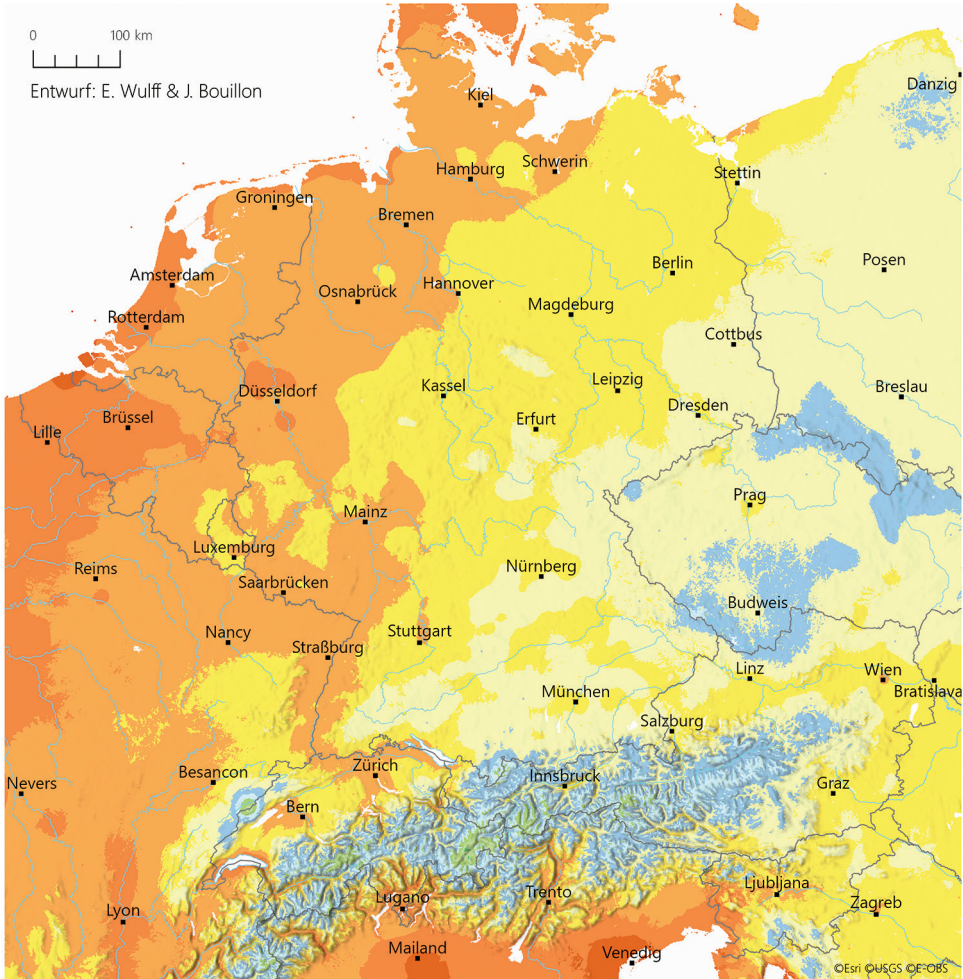 0 100 km
Entwurf: E. Wulff & J. Bouillon
Kiel
Danzig
Schwerin
Hamburg
Stettin
Groningen
Bremen
Posen
Berlin
Amsterdam
Hannover
Osnabrück
Magdeburg
Rotterdam
Cottbus
Leipzig
Kassel
Breslau
Düsseldorf
Dresden
Brüssel
Erfurt
Lille
Prag
Mainz
Luxemburg
Reims
Nürnberg
Saarbrücken
Budweis
Nancy
Stuttgart
Straßburg
Linz
Wien
München
Bratislava
Salzburg
Zürich
Besancon
Innsbruck
Nevers
Graz
Bern
Ljubljana
Lugano
Trento
Zagreb
Lyon
Mailand
Venedig
©Esri ©USGS ©E-OBS